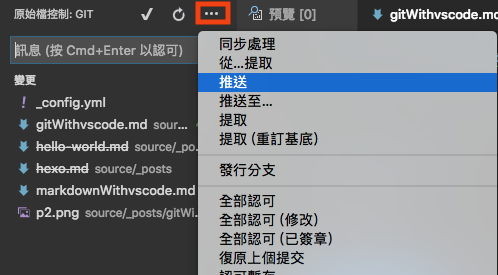 原始檔控制: GIT
預覽 [0]
gitWithvscode.md
訊息 (按 Cmd+Enter 以認可)
變更
! _config.yml
gitWithvscode.md sour...
hello-world.md source/_po...
hexo.md source/_posts
markdownWithvscode.md
p2.png source/_posts/gitWi...
同步處理
從...提取
推送
推送至...
提取
提取 (重訂基底)
發行分支
全部認可
全部認可 (修改)
全部認可 (已簽章)
復原上個提交
認可暫存